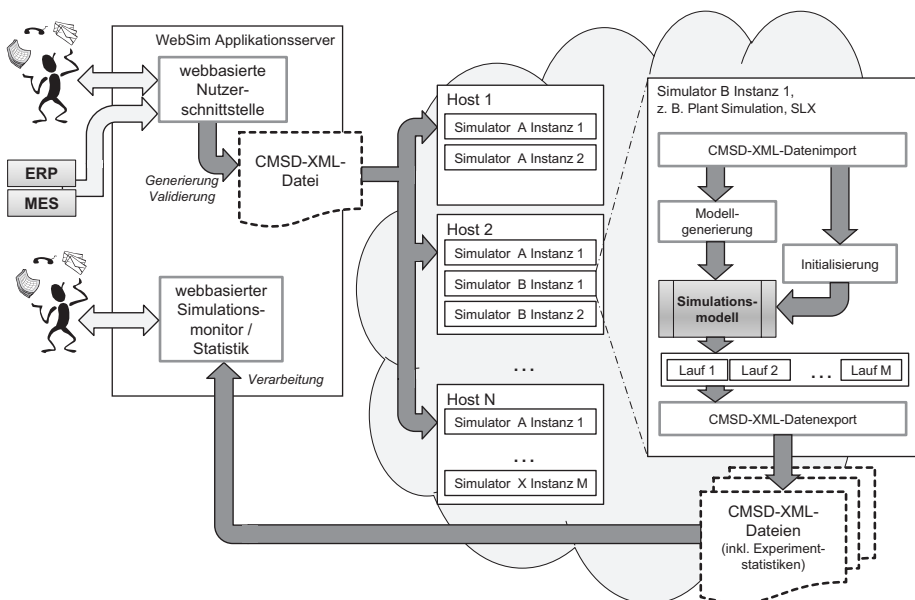 WebSim Applikationsserver
webbasierte
Nutzer-
schnittstelle
ERP
MES
Generierung
Validierung
CMSD-XML-
Datei
webbasierter
Simulations-
monitor /
Statistik
Verarbeitung
Host 1
Simulator A Instanz 1
Simulator A Instanz 2
Host 2
Simulator A Instanz 1
Simulator B Instanz 1
Simulator B Instanz 2
...
Host N
Simulator A Instanz 1
...
Simulator X Instanz M
Simulator B Instanz 1,
z. B. Plant Simulation, SLX
CMSD-XML-Datenimport
Modell-
generierung
Initialisierung
Simulations-
modell
Lauf 1
Lauf 2
...
Lauf M
CMSD-XML-Datenexport
CMSD-XML-
Dateien
(inkl. Experiment-
statistiken)